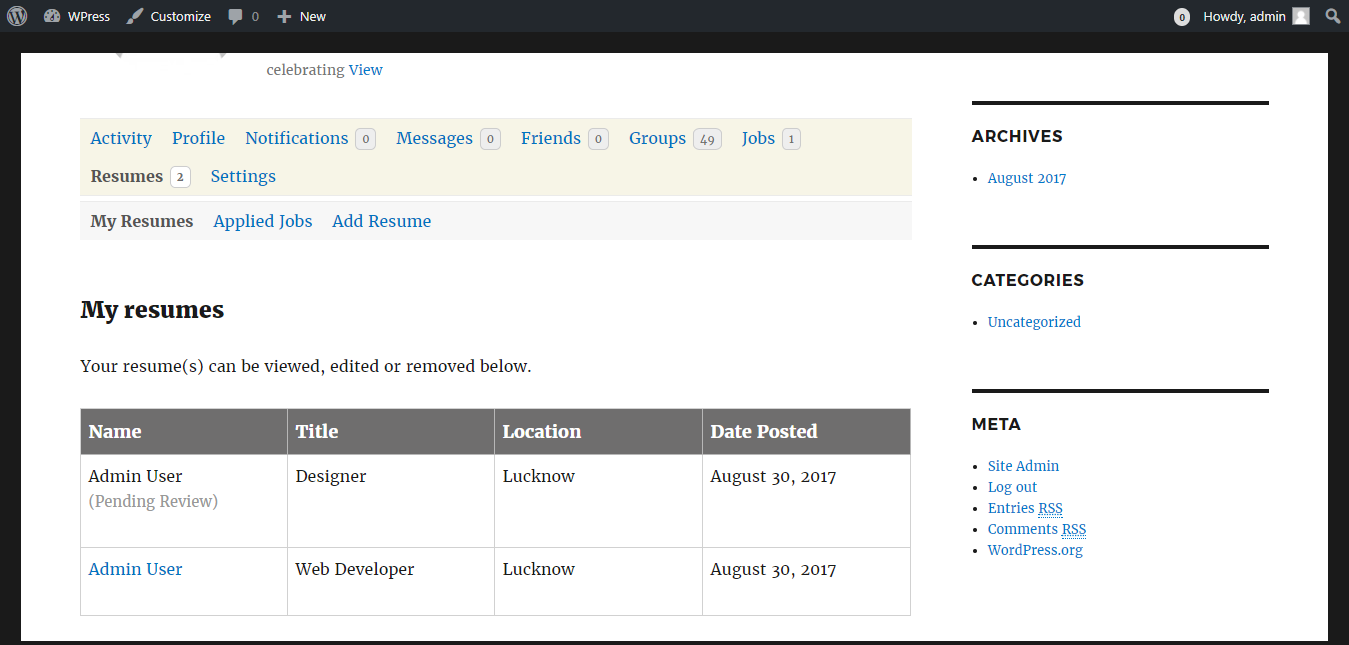 WPress Customize 0 New 0 Howdy, admin
celebrating View
Activity Profile Notifications 0 Messages 0 Friends 0 Groups 49 Jobs 1
Resumes 2 Settings
My Resumes Applied Jobs Add Resume
My resumes
Your resume(s) can be viewed, edited or removed below.
Name Title Location Date Posted
Admin User Designer Lucknow August 30, 2017
(Pending Review)
Admin User Web Developer Lucknow August 30, 2017
ARCHIVES
August 2017
CATEGORIES
Uncategorized
META
Site Admin
Log out
Entries RSS
Comments RSS
WordPress.org